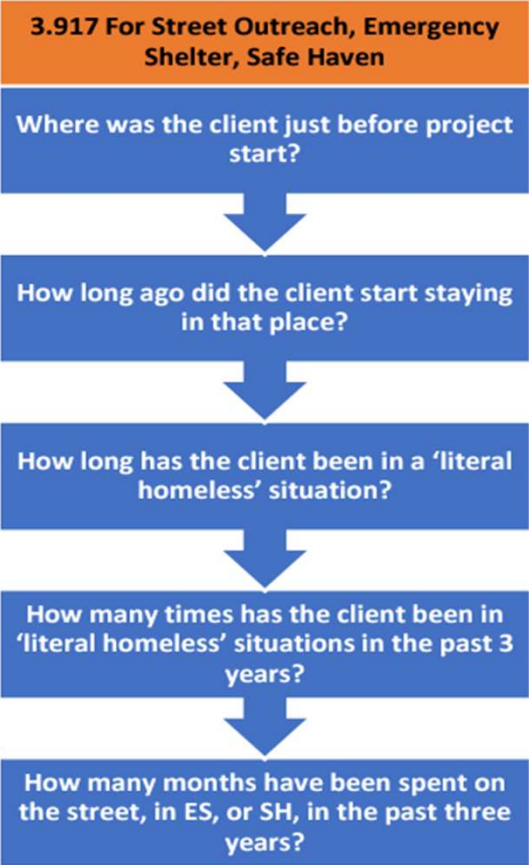 3.917 For Street Outreach, Emergency
Shelter, Safe Haven
Where was the client just before project
start?
How long ago did the client start staying
in that place?
How long has the client been in a ‘literal
homeless’ situation?
How many times has the client been in
‘literal homeless’ situations in the past 3
years?
How many months have been spent on
the street, in ES, or SH, in the past three
years?